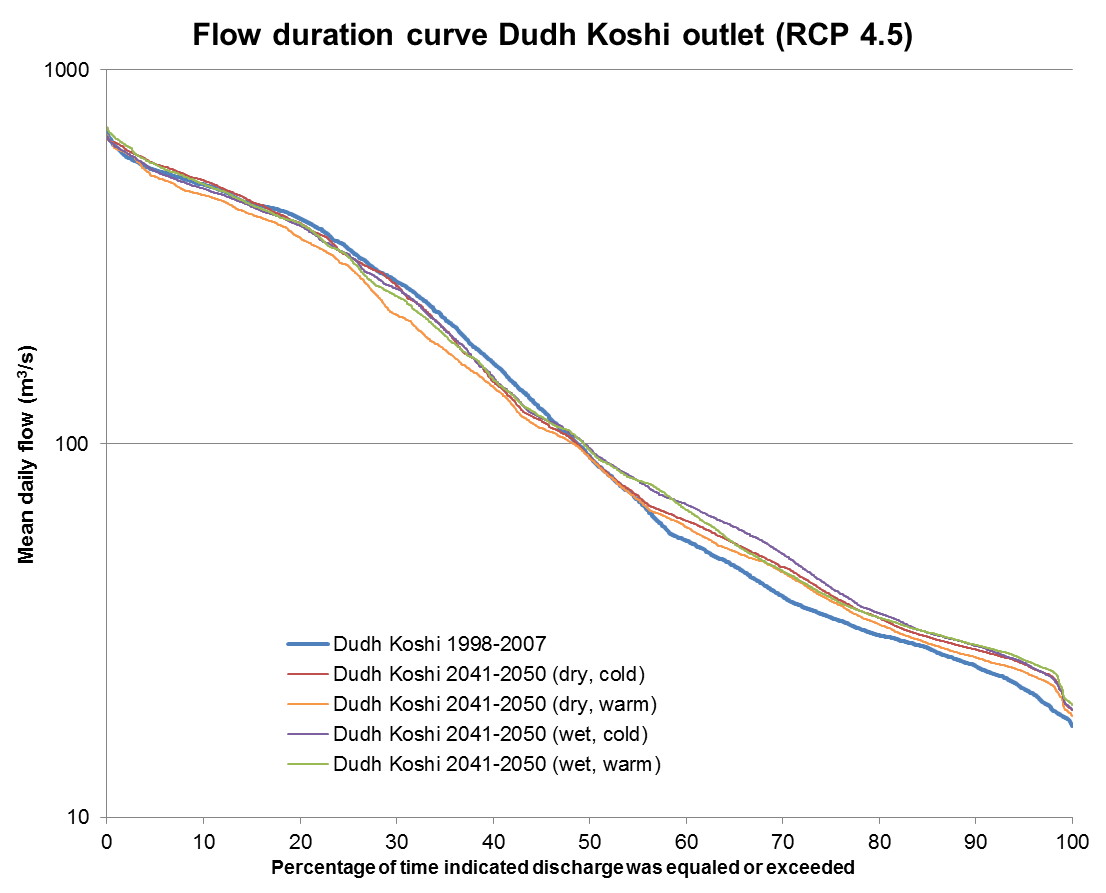 Flow duration curve Dudh Koshi outlet (RCP 4.5)
1000
100
10
Mean daily flow (m³/s)
Dudh Koshi 1998-2007
Dudh Koshi 2041-2050 (dry, cold)
Dudh Koshi 2041-2050 (dry, warm)
Dudh Koshi 2041-2050 (wet, cold)
Dudh Koshi 2041-2050 (wet, warm)
0 10 20 30 40 50 60 70 80 90 100
Percentage of time indicated discharge was equaled or exceeded